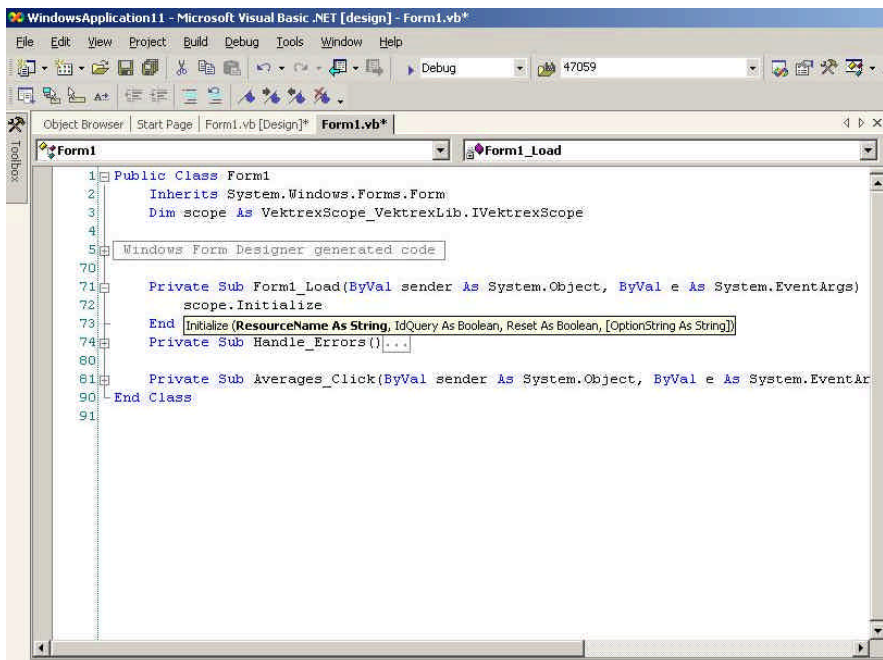 WindowsApplication11 - Microsoft Visual Basic .NET [design] - Form1.vb*
File Edit View Project Build Debug Tools Window Help
Debug 47059
Object Browser Start Page Form1.vb [Design]* Form1.vb*
Toolbox
Form1 Form1_Load
1 Public Class Form1
2 Inherits System.Windows.Forms.Form
3 Dim scope As VektrexScope_VektrexLib.IVektrexScope
4
5 Windows Form Designer generated code
70
71 Private Sub Form1_Load(ByVal sender As System.Object, ByVal e As System.EventArgs)
72 scope.Initialize
73 End Initialize (ResourceName As String, IdQuery As Boolean, Reset As Boolean, [OptionString As String])
74 Private Sub Handle_Errors()...
80
81 Private Sub Averages_Click(ByVal sender As System.Object, ByVal e As System.EventAr
90 End Class
91